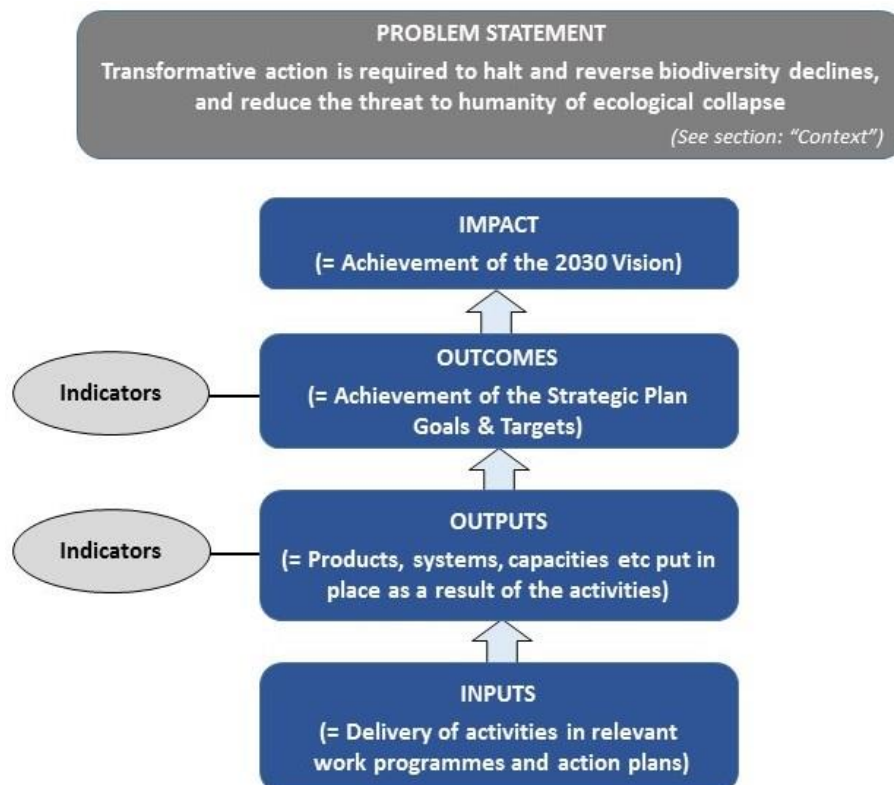 PROBLEM STATEMENT
Transformative action is required to halt and reverse biodiversity declines,
and reduce the threat to humanity of ecological collapse
(See section: “Context”)
IMPACT
(= Achievement of the 2030 Vision)
OUTCOMES
(= Achievement of the Strategic Plan
Goals & Targets)
Indicators
OUTPUTS
(= Products, systems, capacities etc put in
place as a result of the activities)
Indicators
INPUTS
(= Delivery of activities in relevant
work programmes and action plans)